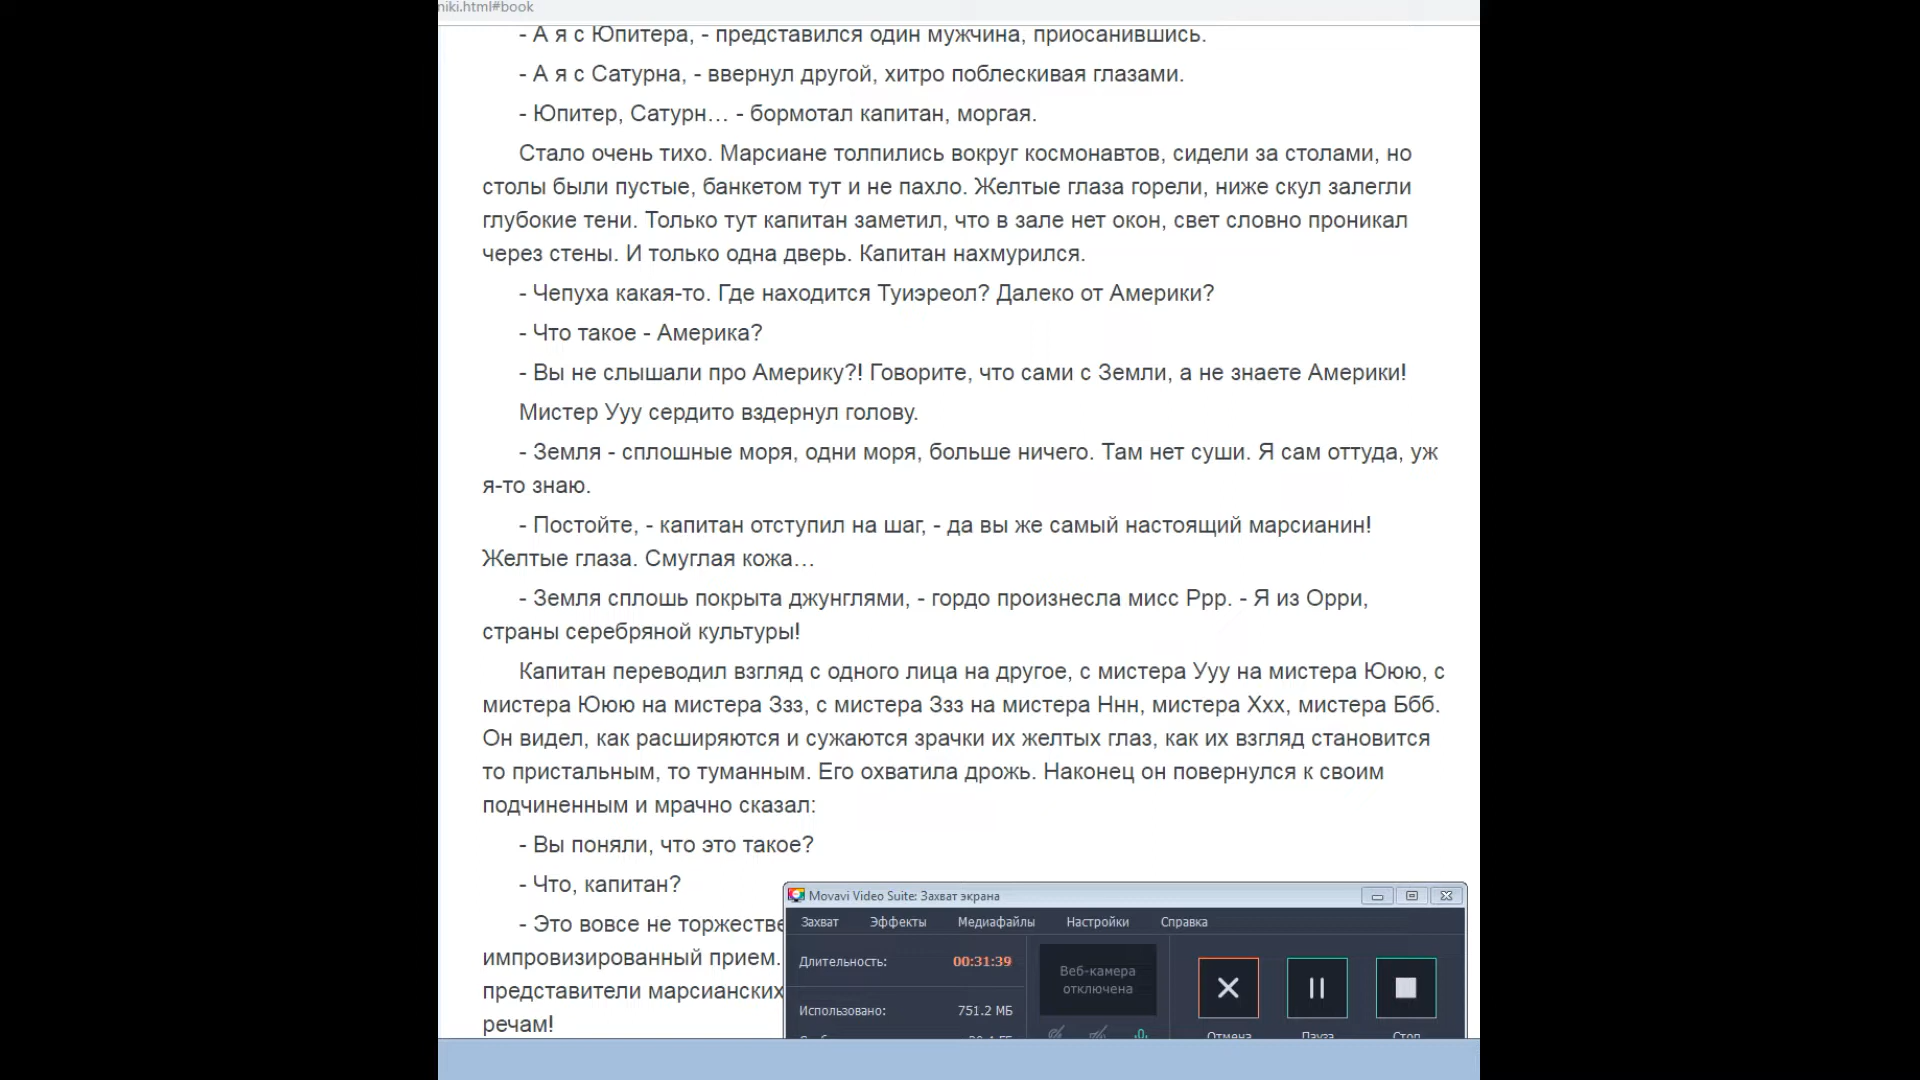 niki.html#book
- А я с Юпитера, - представился один мужчина, приосанившись.
- А я с Сатурна, - ввернул другой, хитро поблескивая глазами.
- Юпитер, Сатурн… - бормотал капитан, моргая.
Стало очень тихо. Марсиане толпились вокруг космонавтов, сидели за столами, но
столы были пустые, банкетом тут и не пахло. Желтые глаза горели, ниже скул залегли
глубокие тени. Только тут капитан заметил, что в зале нет окон, свет словно проникал
через стены. И только одна дверь. Капитан нахмурился.
- Чепуха какая-то. Где находится Туиэреол? Далеко от Америки?
- Что такое - Америка?
- Вы не слышали про Америку?! Говорите, что сами с Земли, а не знаете Америки!
Мистер Ууу сердито вздернул голову.
- Земля - сплошные моря, одни моря, больше ничего. Там нет суши. Я сам оттуда, уж
я-то знаю.
- Постойте, - капитан отступил на шаг, - да вы же самый настоящий марсианин!
Желтые глаза. Смуглая кожа…
- Земля сплошь покрыта джунглями, - гордо произнесла мисс Ррр. - Я из Орри,
страны серебряной культуры!
Капитан переводил взгляд с одного лица на другое, с мистера Ууу на мистера Ююю, с
мистера Ююю на мистера Ззз, с мистера Ззз на мистера Ннн, мистера Ххх, мистера Ббб.
Он видел, как расширяются и сужаются зрачки их желтых глаз, как их взгляд становится
то пристальным, то туманным. Его охватила дрожь. Наконец он повернулся к своим
подчиненным и мрачно сказал:
- Вы поняли, что это такое?
- Что, капитан?
- Это вовсе не торжестве
импровизированный прием.
представители марсианских
речам!
Movavi Video Suite: Захват экрана
Захват Эффекты Медиафайлы Настройки Справка
Длительность: 00:31:39
Веб-камера
отключена
Использовано: 751.2 МБ
Отмена Пауза Стоп